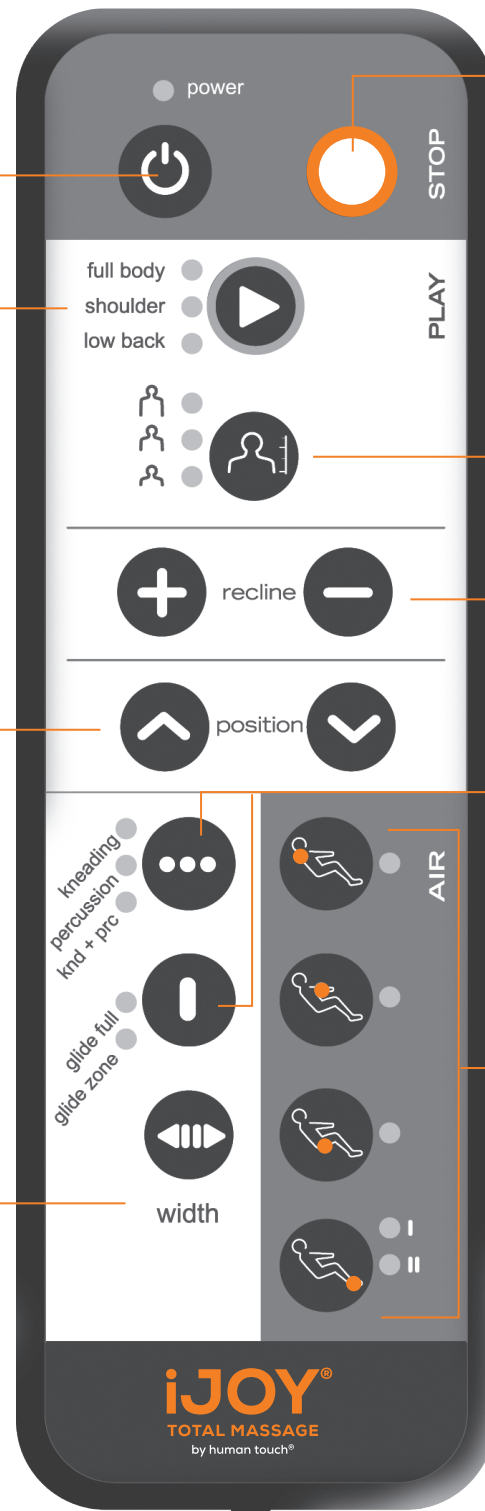 power
STOP
full body
shoulder
low back
PLAY
recline
position
kneading
percussion
knd + prc
glide full
glide zone
width
AIR
I
II
iJOY®
TOTAL MASSAGE
by human touch®